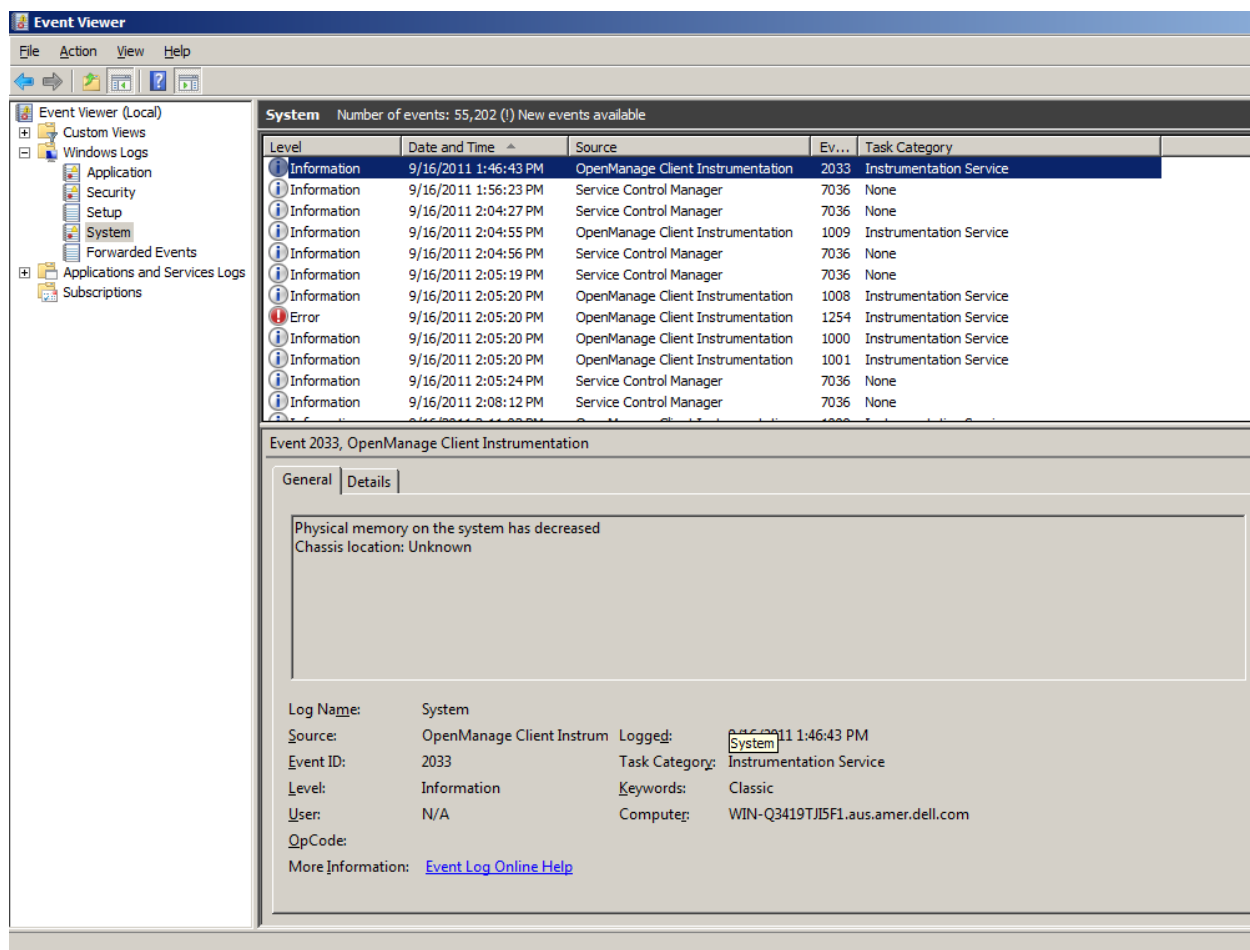 Event Viewer
File Action View Help
Event Viewer (Local)
Custom Views
Windows Logs
Application
Security
Setup
System
Forwarded Events
Applications and Services Logs
Subscriptions
System Number of events: 55,202 (!) New events available
Level Date and Time Source Ev... Task Category
Information 9/16/2011 1:46:43 PM OpenManage Client Instrumentation 2033 Instrumentation Service
Information 9/16/2011 1:56:23 PM Service Control Manager 7036 None
Information 9/16/2011 2:04:27 PM Service Control Manager 7036 None
Information 9/16/2011 2:04:55 PM OpenManage Client Instrumentation 1009 Instrumentation Service
Information 9/16/2011 2:04:56 PM Service Control Manager 7036 None
Information 9/16/2011 2:05:19 PM Service Control Manager 7036 None
Information 9/16/2011 2:05:20 PM OpenManage Client Instrumentation 1008 Instrumentation Service
Error 9/16/2011 2:05:20 PM OpenManage Client Instrumentation 1254 Instrumentation Service
Information 9/16/2011 2:05:20 PM OpenManage Client Instrumentation 1000 Instrumentation Service
Information 9/16/2011 2:05:20 PM OpenManage Client Instrumentation 1001 Instrumentation Service
Information 9/16/2011 2:05:24 PM Service Control Manager 7036 None
Information 9/16/2011 2:08:12 PM Service Control Manager 7036 None
Event 2033, OpenManage Client Instrumentation
General Details
Physical memory on the system has decreased
Chassis location: Unknown
Log Name: System
Source: OpenManage Client Instrum Logged: 1:46:43 PM
System
Event ID: 2033 Task Category: Instrumentation Service
Level: Information Keywords: Classic
User: N/A Computer: WIN-Q3419TJI5F1.aus.amer.dell.com
OpCode:
More Information: Event Log Online Help